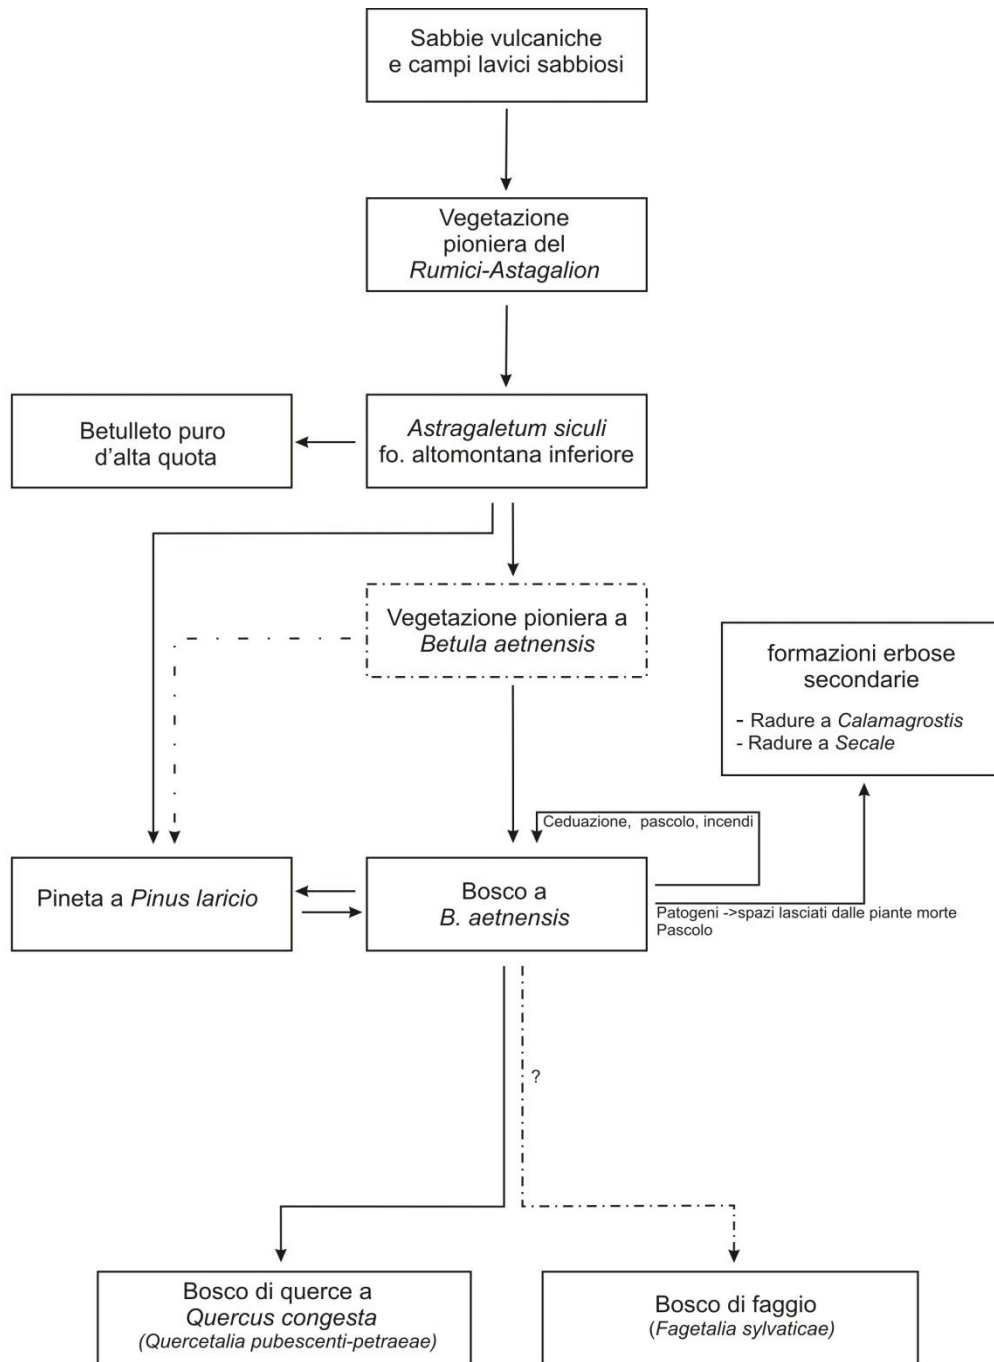 Sabbie vulcaniche
e campi lavici sabbiosi
Vegetazione
pioniera del
Rumici-Astagalion
Betulleto puro
d'alta quota
Astragaletum siculi
fo. altomontana inferiore
Vegetazione pioniera a
Betula aetnensis
formazioni erbose
secondarie
- Radure a Calamagrostis
- Radure a Secale
Ceduazione, pascolo, incendi
Pineta a Pinus laricio
Bosco a
B. aetnensis
Patogeni ->spazi lasciati dalle piante morte
Pascolo
?
Bosco di querce a
Quercus congesta
(Quercetalia pubescenti-petraeae)
Bosco di faggio
(Fagetalia sylvaticae)